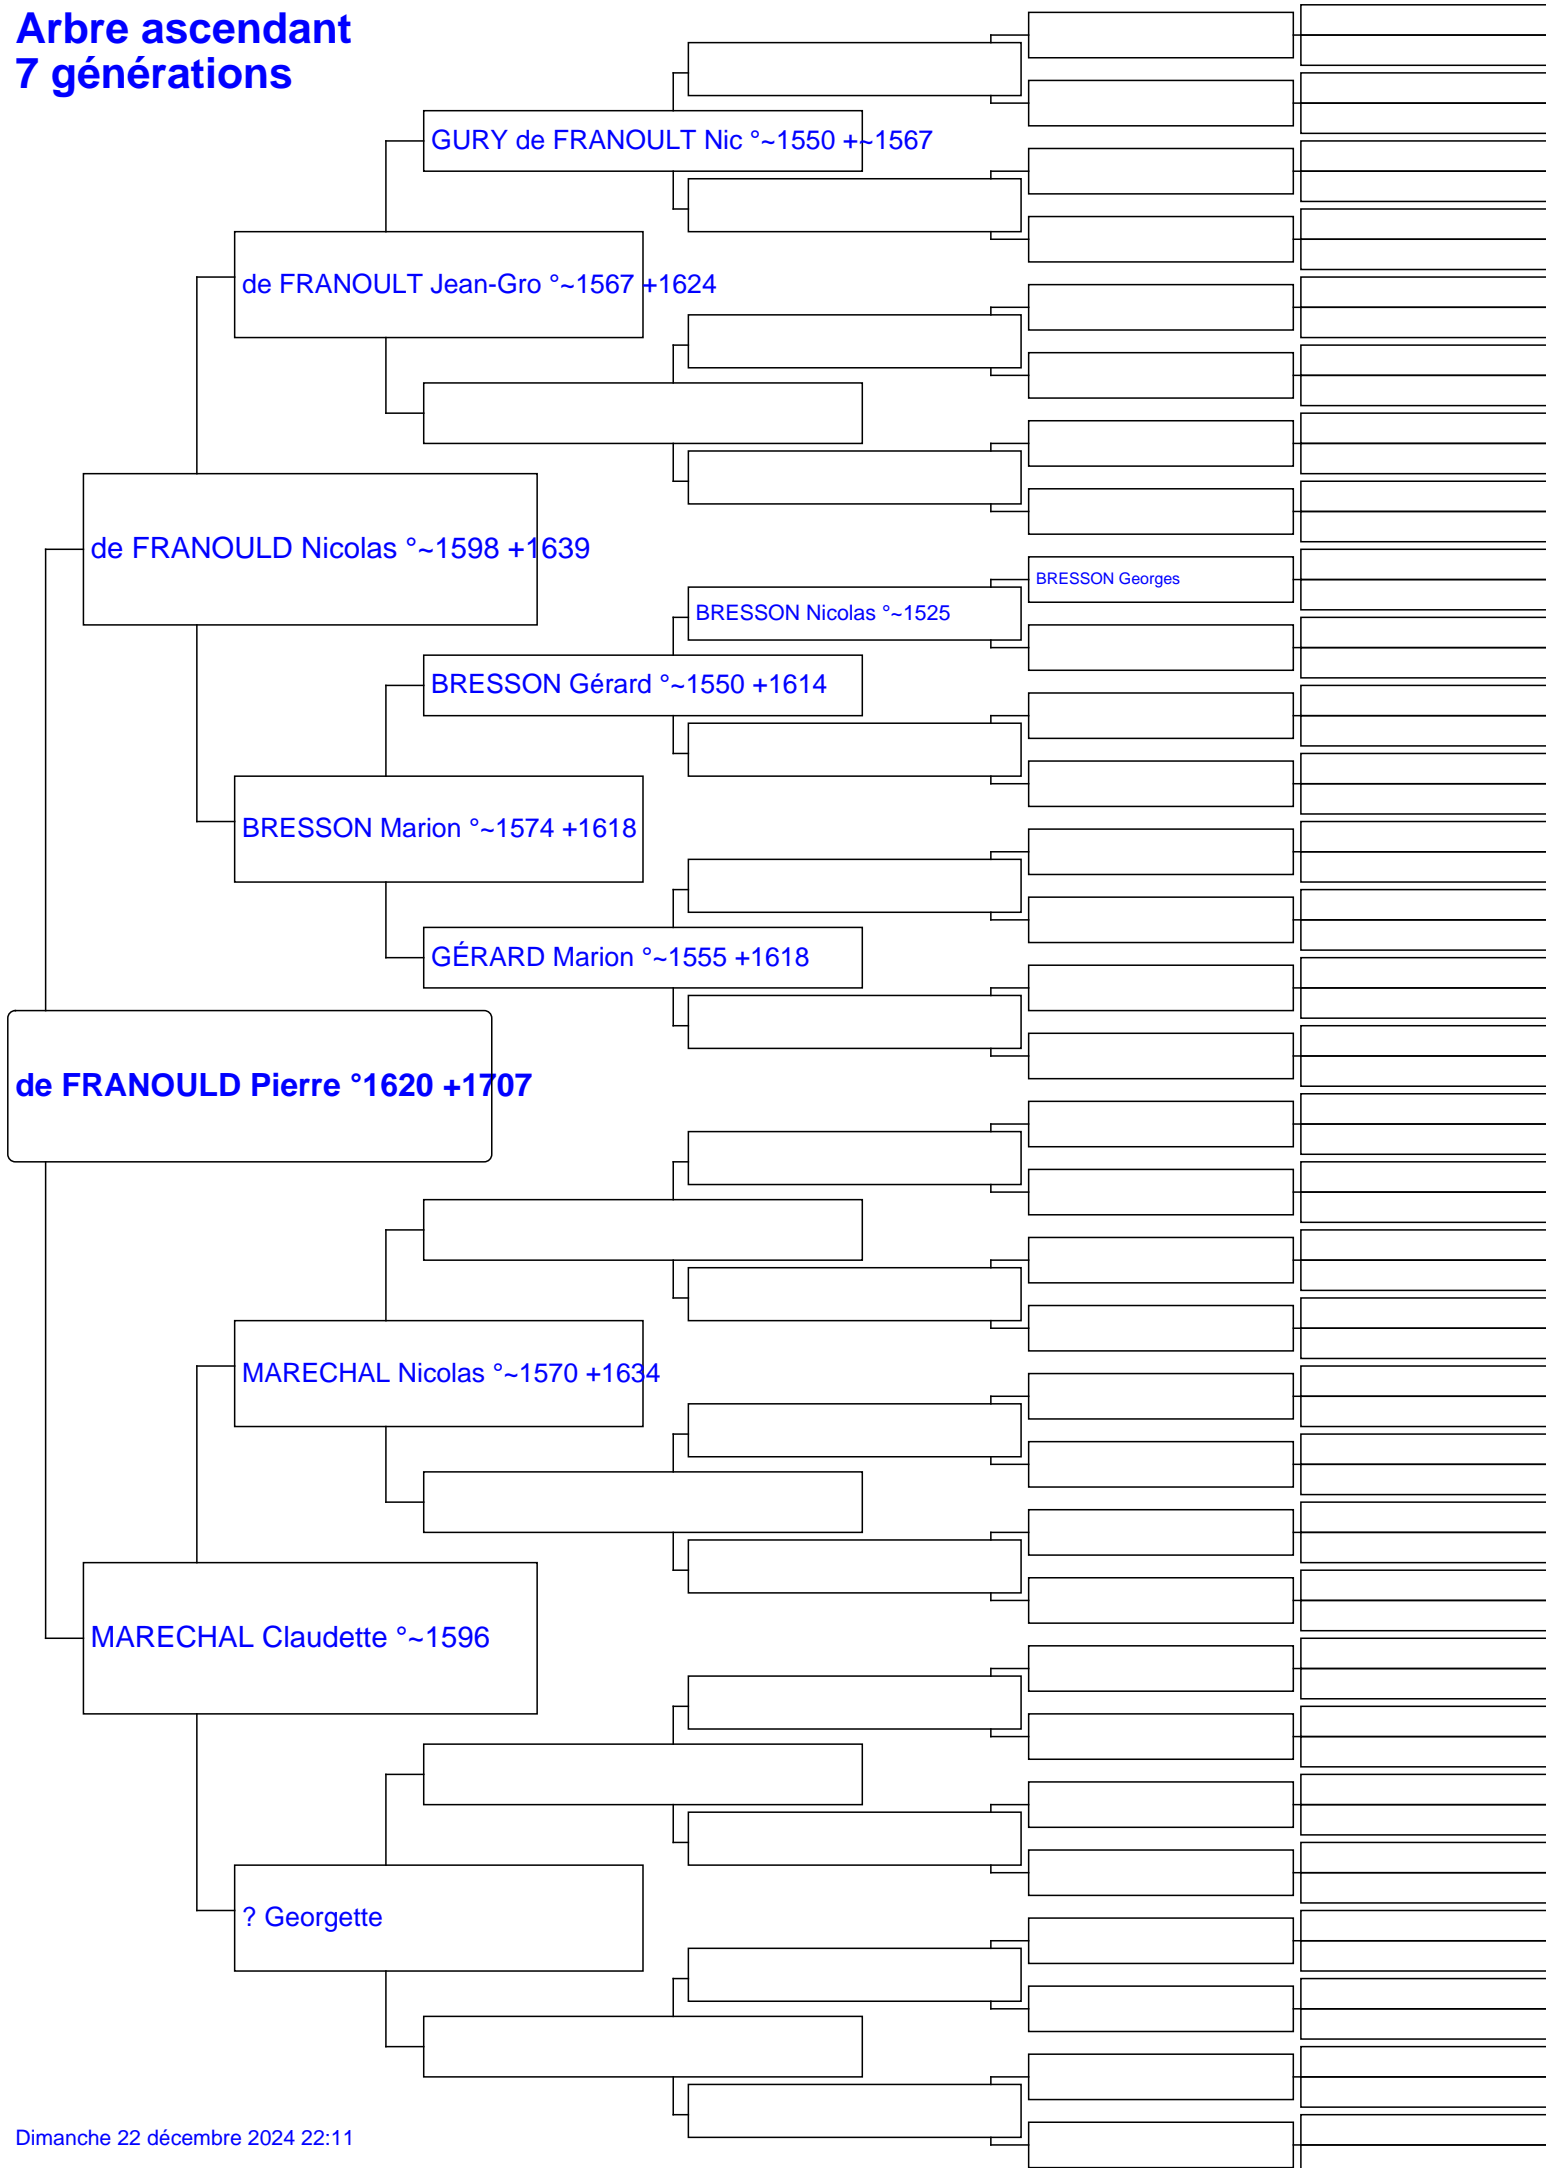 Arbre ascendant
7 générations
GURY de FRANOULT Nic °~1550 +~1567
de FRANOULT Jean-Gro °~1567 +1624
de FRANOULD Nicolas °~1598 +1639
BRESSON Georges
BRESSON Nicolas °~1525
BRESSON Gérard °~1550 +1614
BRESSON Marion °~1574 +1618
GÉRARD Marion °~1555 +1618
de FRANOULD Pierre °1620 +1707
MARECHAL Nicolas °~1570 +1634
MARECHAL Claudette °~1596
? Georgette
Dimanche 22 décembre 2024 22:11